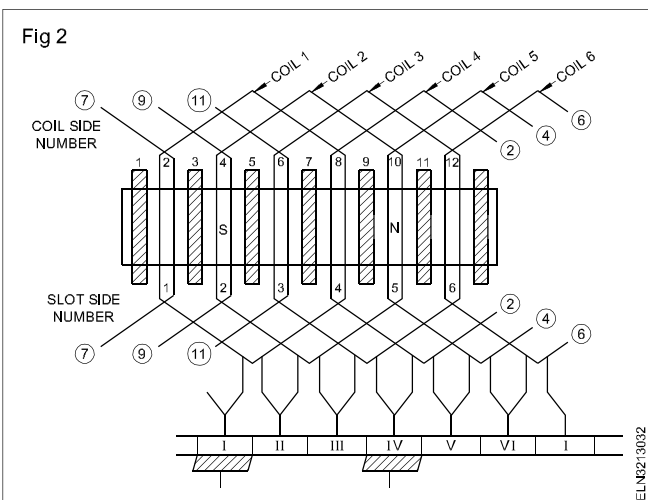 Fig 2
COIL 1
COIL 2
COIL 3
COIL 4
COIL 5
COIL 6
7
9
11
COIL SIDE
NUMBER
2
4
6
1 2 3 4 5 6 7 8 9 10 11 12
S N
SLOT SIDE
NUMBER
1 2 3 4 5 6
7
9
11
2
4
6
I II III IV V VI I
ELN3213032